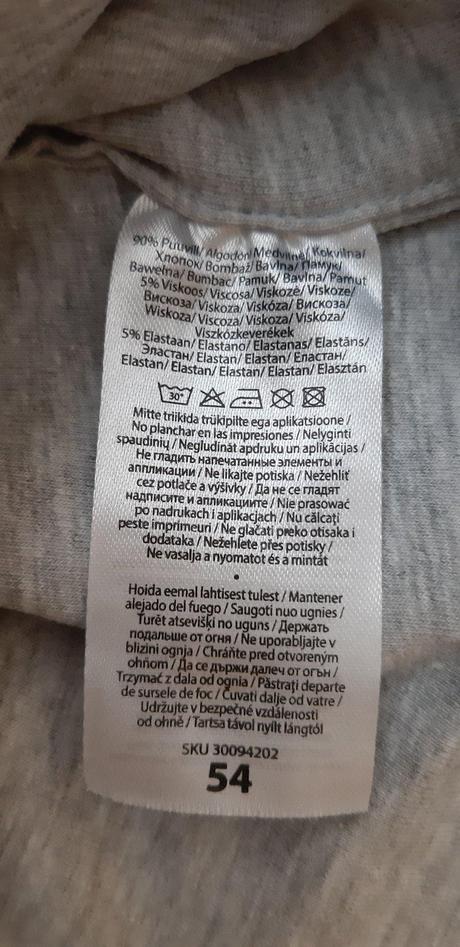 90% Puuvill/ Algodón/ Medvilnė/ Kokvilna/
Хлопок/ Bombaž/ Bavlna/ Памук/
Bawełna/ Bumbac/ Pamuk/ Bavlna/ Pamut
5% Viskoos/ Viscosa/ Viskozė/ Viskoze/
Вискоза/ Viskoza/ Viskóza/ Вискоза/
Wiskoza/ Viscoza/ Viskoza/ Viskóza/
Viszkózkeverékek
5% Elastaan/ Elastano/ Elastanas/ Elastāns/
Эластан/ Elastan/ Elastan/ Еластан/
Elastan/ Elastan/ Elastan/ Elastan/ Elasztán
30°
Mitte triikida trükipilte ega aplikatsioone /
No planchar en las impresiones / Nelyginti
spaudinių / Negludināt apdruku un aplikācijas /
Не гладить напечатанные элементы и
аппликации / Ne likajte potiska / Nežehliť
cez potlače a výšivky / Да не се гладят
надписите и апликациите / Nie prasować
po nadrukach i aplikacjach / Nu călcați
peste imprimeuri / Ne glačati preko otisaka i
dodataka / Nežehlete přes potisky /
Ne vasalja a nyomatot és a mintát
•
Hoida eemal lahtisest tulest / Mantener
alejado del fuego / Saugoti nuo ugnies /
Turēt atsevišķi no uguns / Держать
подальше от огня / Ne uporabljajte v
blizini ognja / Chráňte pred otvoreným
ohňom / Да се държи далеч от огън /
Trzymać z dala od ognia / Păstrați departe
de sursele de foc / Čuvati dalje od vatre /
Udržujte v bezpečné vzdálenosti
od ohně / Tartsa távol nyílt lángtól
SKU 30094202
54